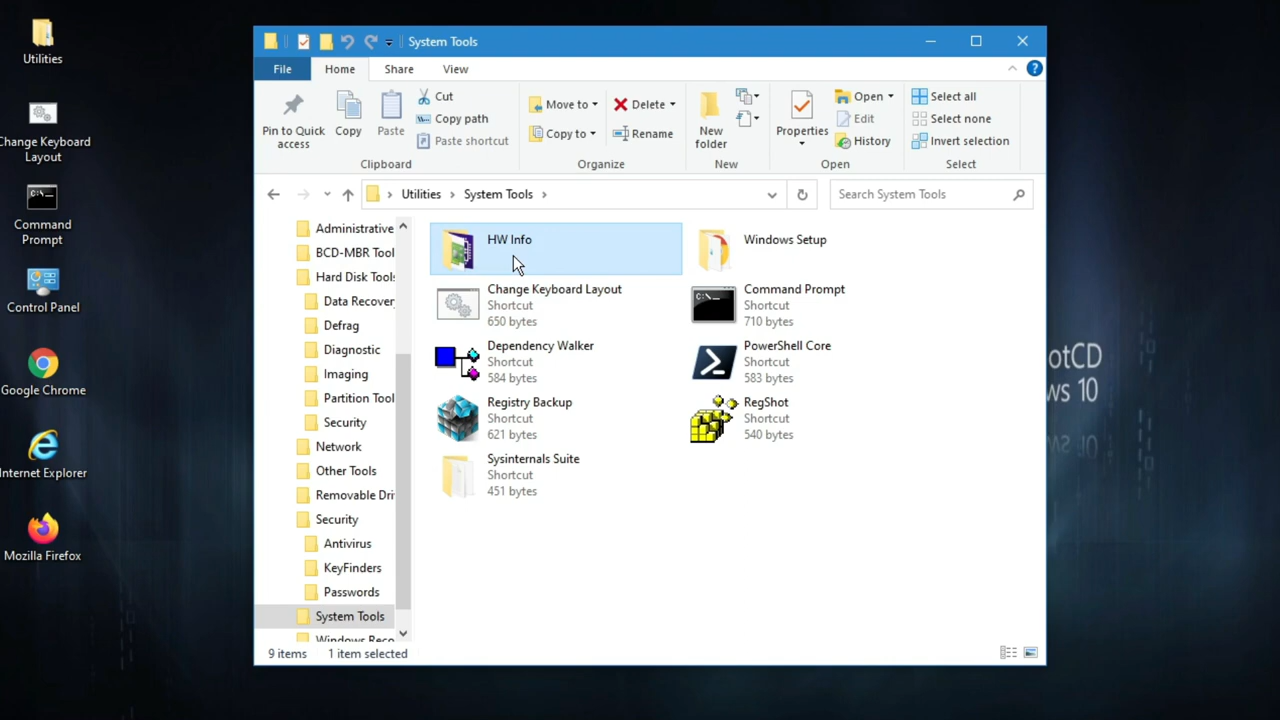 Utilities
Change Keyboard
Layout
Command
Prompt
Control Panel
Google Chrome
Internet Explorer
Mozilla Firefox
System Tools
File
Home
Share
View
Pin to Quick
access
Copy
Paste
Cut
Copy path
Paste shortcut
Clipboard
Move to
Copy to
Delete
Rename
Organize
New
folder
New
Properties
Open
Edit
History
Open
Select all
Select none
Invert selection
Select
Utilities
System Tools
Search System Tools
Administrative
BCD-MBR Tool
Hard Disk Tools
Data Recover
Defrag
Diagnostic
Imaging
Partition Tool
Security
Network
Other Tools
Removable Dri
Security
Antivirus
KeyFinders
Passwords
System Tools
Windows Reco
HW Info
Windows Setup
Change Keyboard Layout
Shortcut
650 bytes
Command Prompt
Shortcut
710 bytes
Dependency Walker
Shortcut
584 bytes
PowerShell Core
Shortcut
583 bytes
Registry Backup
Shortcut
621 bytes
RegShot
Shortcut
540 bytes
Sysinternals Suite
Shortcut
451 bytes
9 items
1 item selected
otCD
ws 10